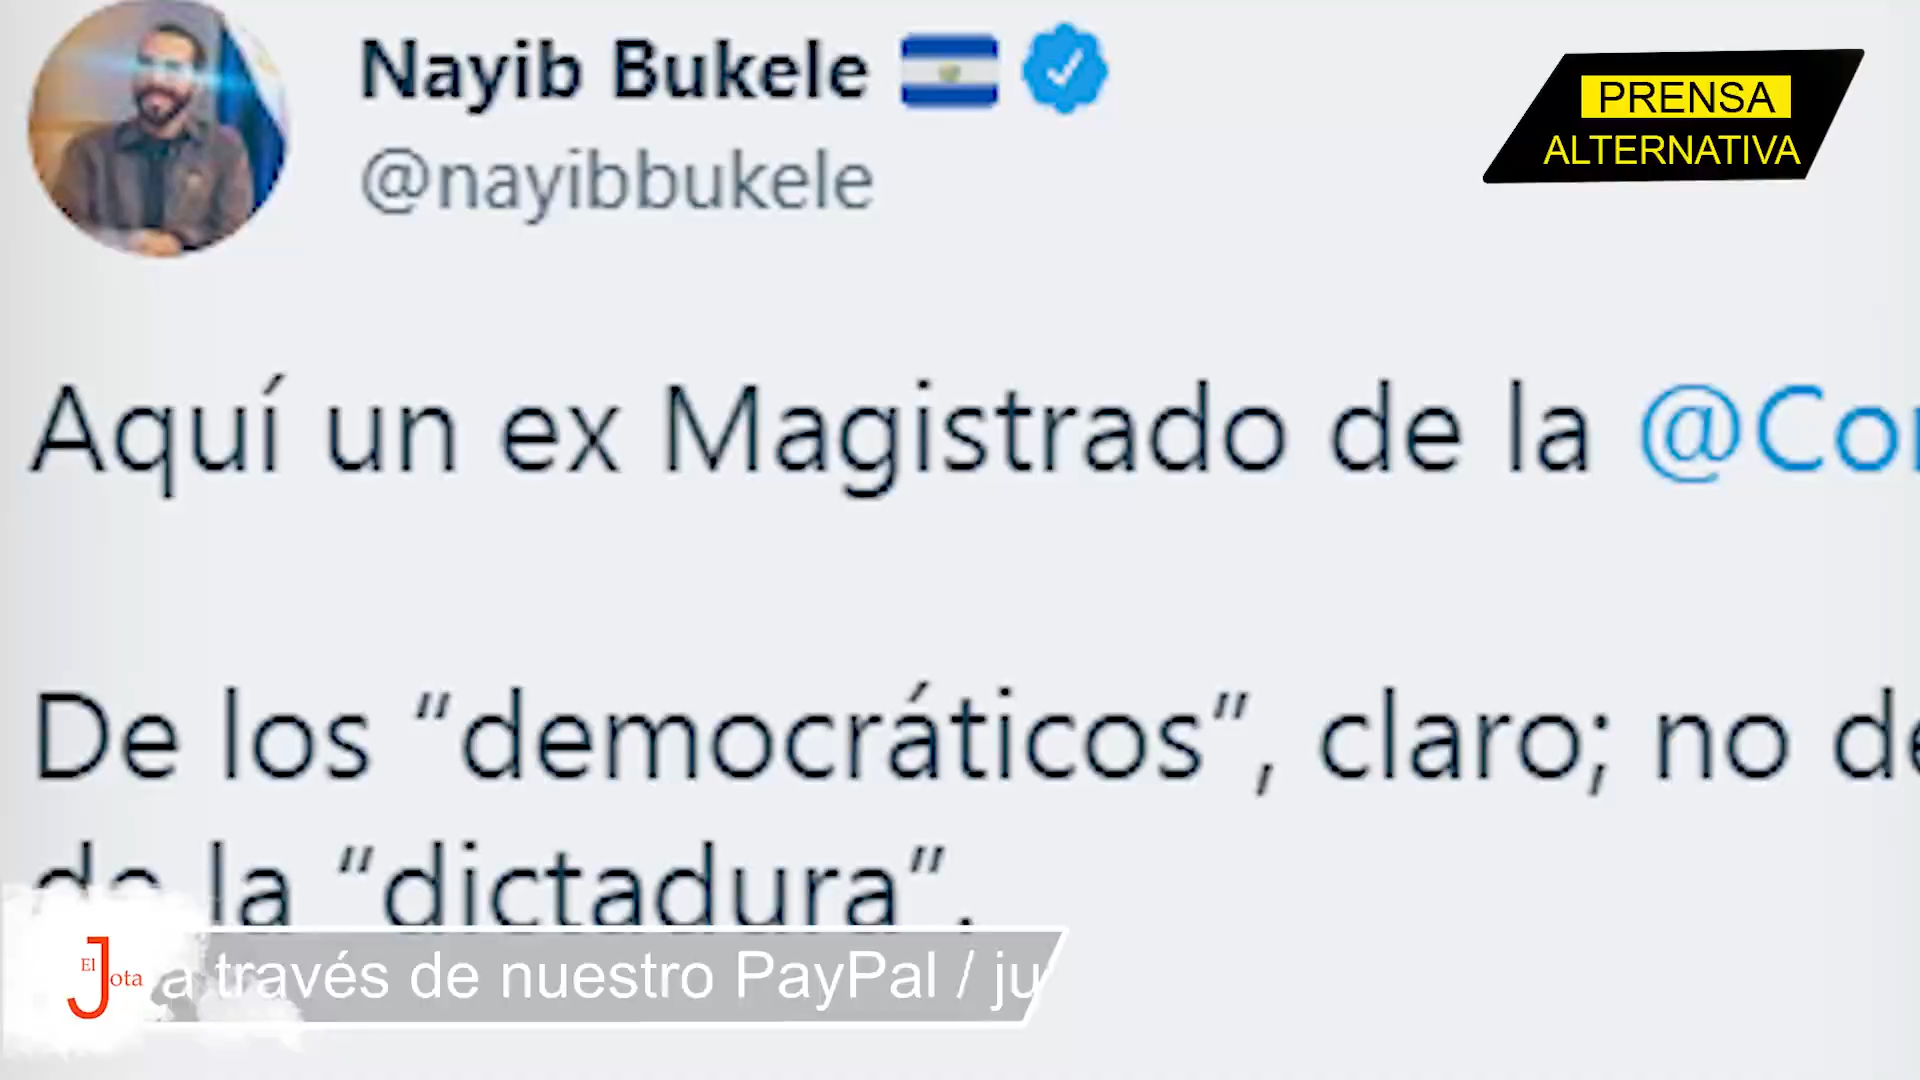 Nayib Bukele
PRENSA
ALTERNATIVA
@nayibbukele
Aquí un ex Magistrado de la
De los “democráticos”, claro; no
de la “dictadura”.
El Jota
a través de nuestro PayPal /